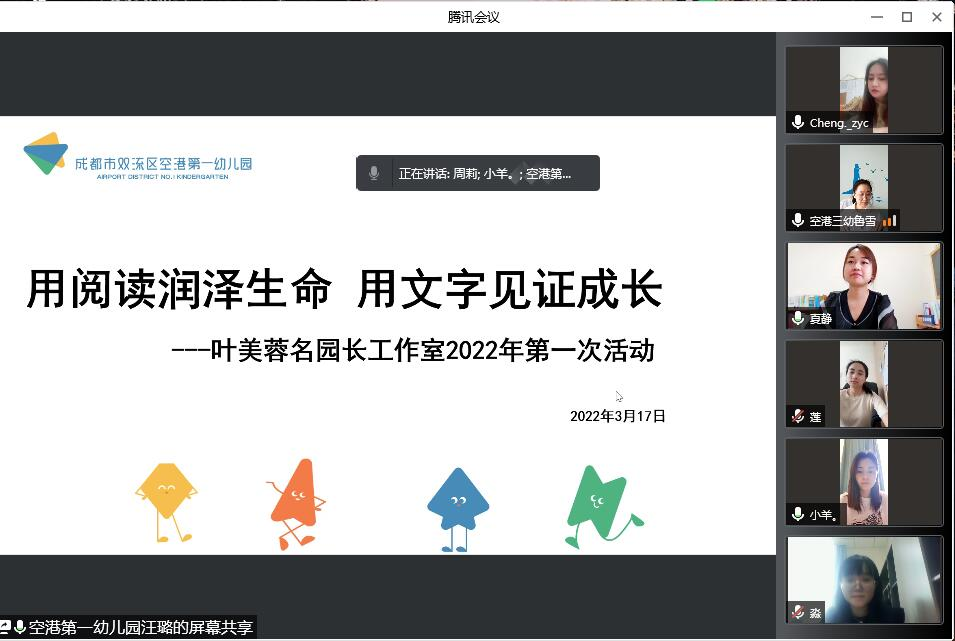 腾讯会议
成都市双流区空港第一幼儿园
AIRPORT DISTRICT NO.1 KINDERGARTEN
正在讲话: 周莉; 小羊。; 空港第...
用阅读润泽生命 用文字见证成长
---叶美蓉名园长工作室2022年第一次活动
2022年3月17日
空港第一幼儿园汪璐的屏幕共享
Cheng._zyc
空港三幼鲁雪
夏静
莲
小羊。
淼